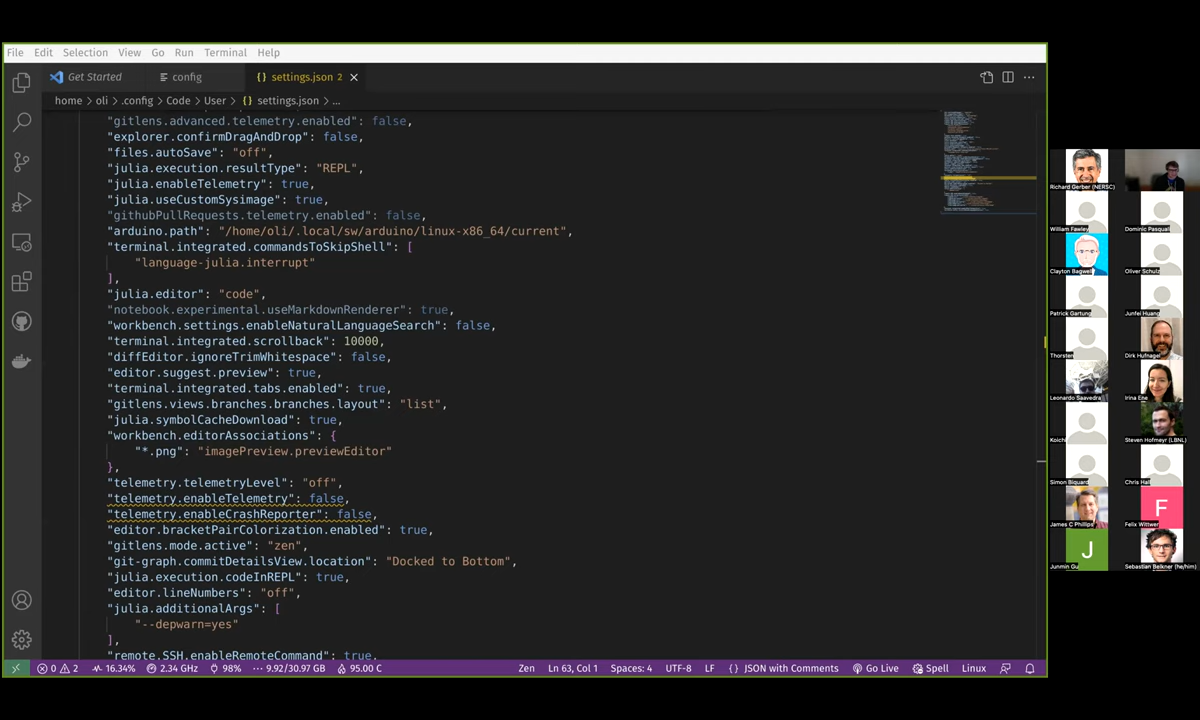 File Edit Selection View Go Run Terminal Help
Get Started config {} settings.json 2
home > oli > .config > Code > User > {} settings.json > ...
"gitlens.advanced.telemetry.enabled": false,
"explorer.confirmDragAndDrop": false,
"files.autoSave": "off",
"julia.execution.resultType": "REPL",
"julia.enableTelemetry": true,
"julia.useCustomSysimage": true,
"githubPullRequests.telemetry.enabled": false,
"arduino.path": "/home/oli/.local/sw/arduino/linux-x86_64/current",
"terminal.integrated.commandsToSkipShell": [
"language-julia.interrupt"
],
"julia.editor": "code",
"notebook.experimental.useMarkdownRenderer": true,
"workbench.settings.enableNaturalLanguageSearch": false,
"terminal.integrated.scrollback": 10000,
"diffEditor.ignoreTrimWhitespace": false,
"editor.suggest.preview": true,
"terminal.integrated.tabs.enabled": true,
"gitlens.views.branches.branches.layout": "list",
"julia.symbolCacheDownload": true,
"workbench.editorAssociations": {
"*.png": "imagePreview.previewEditor"
},
"telemetry.telemetryLevel": "off",
"telemetry.enableTelemetry": false,
"telemetry.enableCrashReporter": false,
"editor.bracketPairColorization.enabled": true,
"gitlens.mode.active": "zen",
"git-graph.commitDetailsView.location": "Docked to Bottom",
"julia.execution.codeInREPL": true,
"editor.lineNumbers": "off",
"julia.additionalArgs": [
"--depwarn=yes"
],
"remote.SSH.enableRemoteCommand": true,
0 2 16.34% 2.34 GHz 98% 9.92/30.97 GB 95.00 C Zen Ln 63, Col 1 Spaces: 4 UTF-8 LF {} JSON with Comments Go Live Spell Linux
Richard Gerber (NERSC)
William Fawley Dominic Pasquali
Clayton Bagwell Oliver Schulz
Patrick Gartung Junfei Huang
Thorsten Dirk Hufnagel
Leonardo Saavedra Irina Ene
Koichi Steven Hofmeyr (LBNL)
Simon Biquard Chris Hall
F
James C Phillips Felix Wittwer
J
Junmin Gu Sebastian Belkner (he/him)